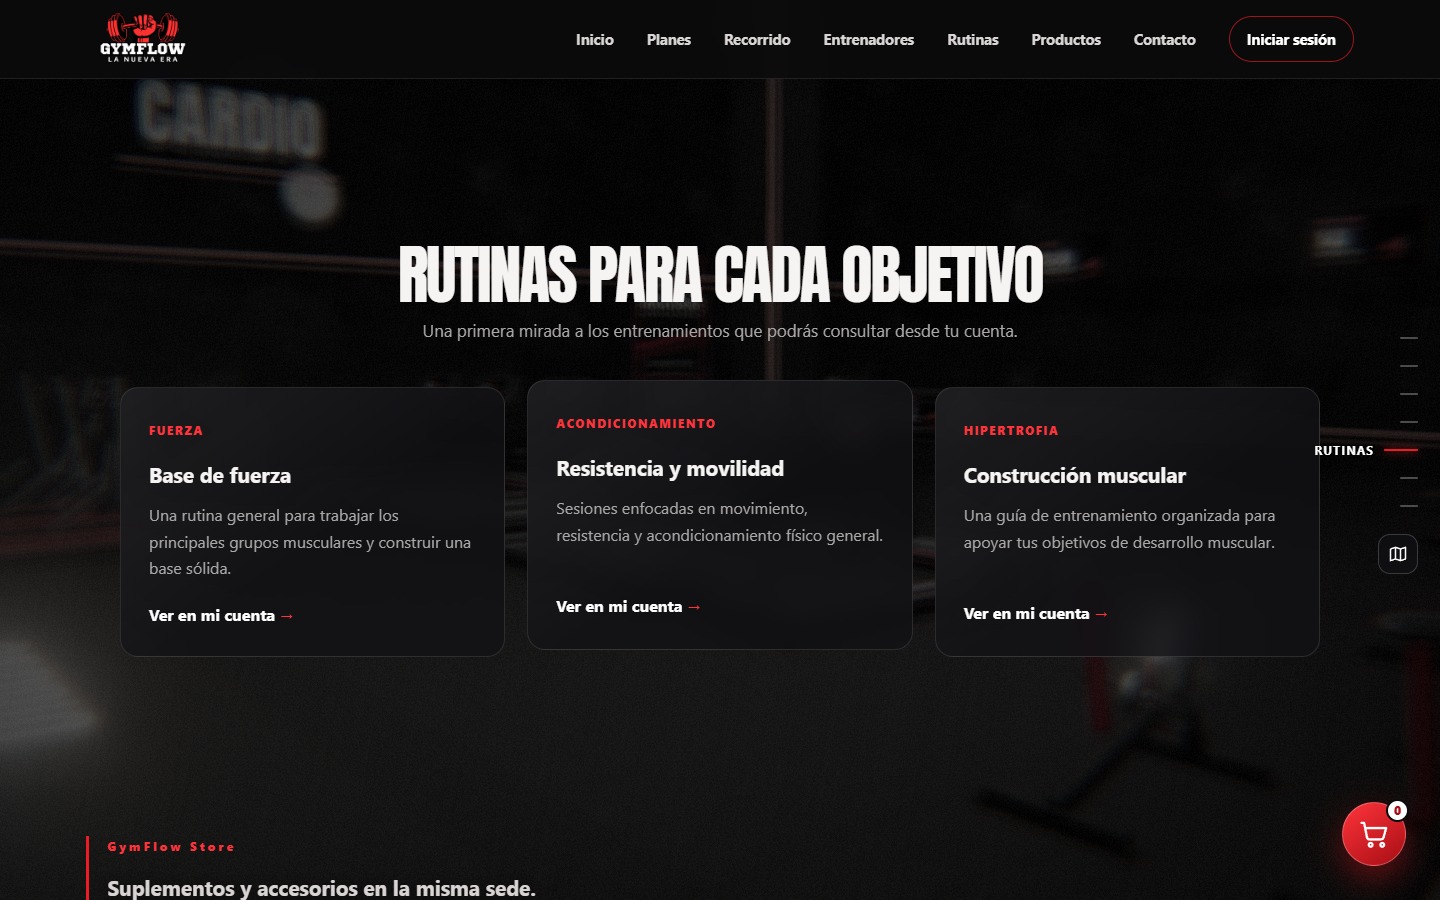 GYMFLOW
LA NUEVA ERA
Inicio
Planes
Recorrido
Entrenadores
Rutinas
Productos
Contacto
Iniciar sesión
CARDIO
RUTINAS PARA CADA OBJETIVO
Una primera mirada a los entrenamientos que podrás consultar desde tu cuenta.
FUERZA
Base de fuerza
Una rutina general para trabajar los
principales grupos musculares y construir una
base sólida.
Ver en mi cuenta →
ACONDICIONAMIENTO
Resistencia y movilidad
Sesiones enfocadas en movimiento,
resistencia y acondicionamiento físico general.
Ver en mi cuenta →
HIPERTROFIA
Construcción muscular
Una guía de entrenamiento organizada para
apoyar tus objetivos de desarrollo muscular.
Ver en mi cuenta →
RUTINAS
0
GymFlow Store
Suplementos y accesorios en la misma sede.